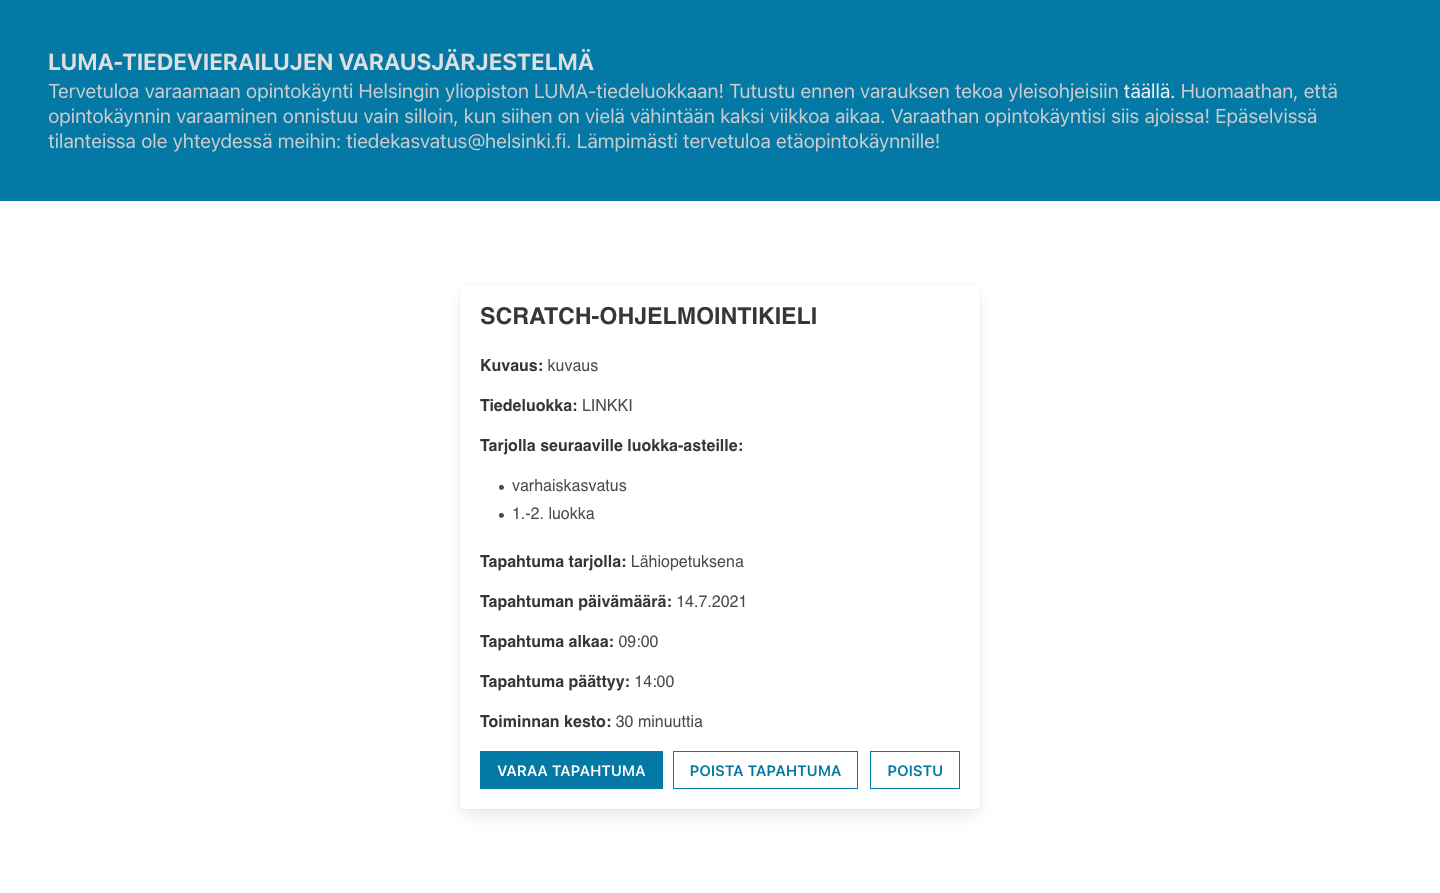 LUMA-TIEDEVIERAILUJEN VARAUSJÄRJESTELMÄ
Tervetuloa varaamaan opintokäynti Helsingin yliopiston LUMA-tiedeluokkaan! Tutustu ennen varauksen tekoa yleisohjeisiin täällä. Huomaathan, että
opintokäynnin varaaminen onnistuu vain silloin, kun siihen on vielä vähintään kaksi viikkoa aikaa. Varaathan opintokäyntisi siis ajoissa! Epäselvissä
tilanteissa ole yhteydessä meihin: tiedekasvatus@helsinki.fi. Lämpimästi tervetuloa etäopintokäynnille!
SCRATCH-OHJELMOINTIKIELI
Kuvaus: kuvaus
Tiedeluokka: LINKKI
Tarjolla seuraaville luokka-asteille:
• varhaiskasvatus
• 1.-2. luokka
Tapahtuma tarjolla: Lähiopetuksena
Tapahtuman päivämäärä: 14.7.2021
Tapahtuma alkaa: 09:00
Tapahtuma päättyy: 14:00
Toiminnan kesto: 30 minuuttia
VARAA TAPAHTUMA POISTA TAPAHTUMA POISTU